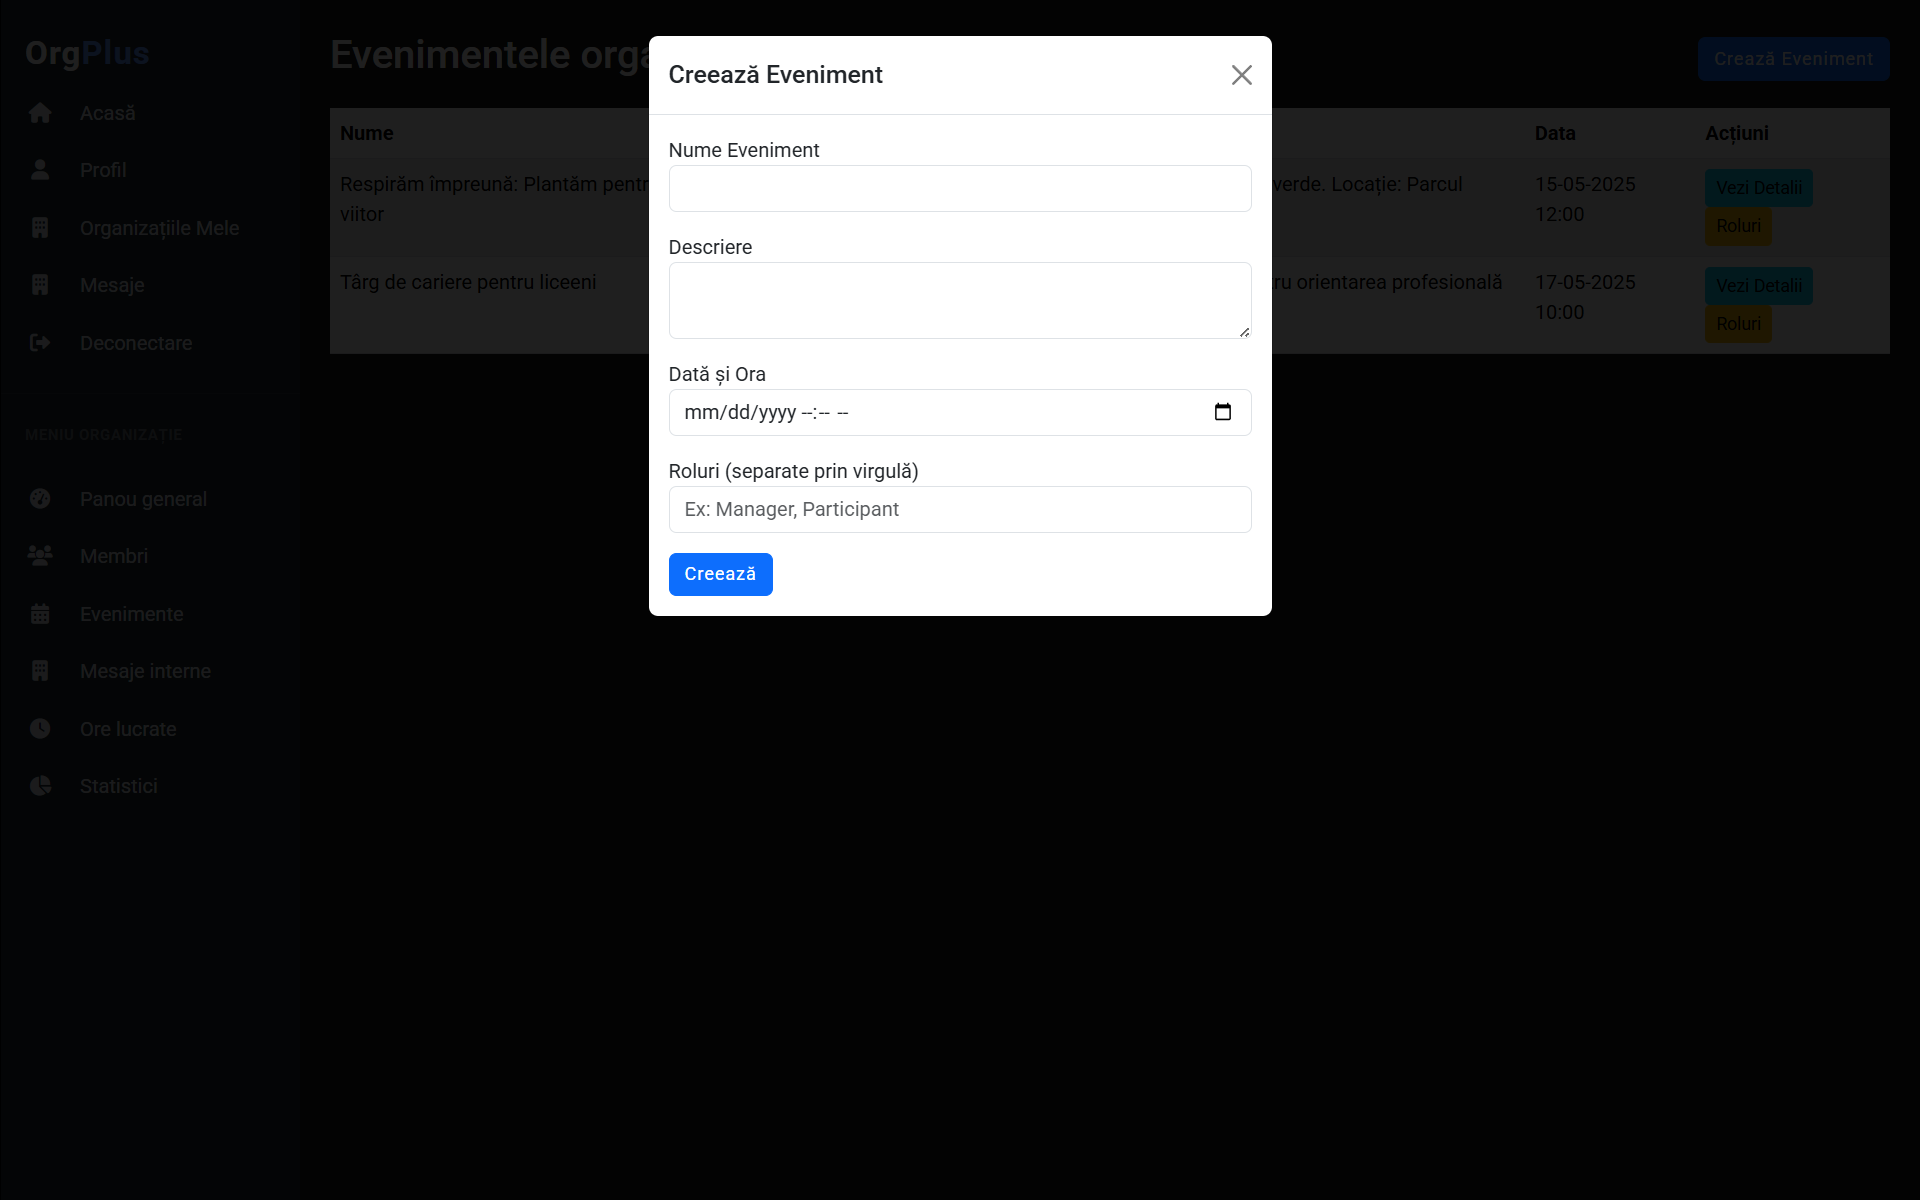 OrgPlus
Acasă
Profil
Organizațiile Mele
Mesaje
Deconectare
MENIU ORGANIZAȚIE
Panou general
Membri
Evenimente
Mesaje interne
Ore lucrate
Statistici
Evenimentele orga
Crează Eveniment
Nume
Data
Acțiuni
Respirăm împreună: Plantăm pentr
viitor
verde. Locație: Parcul
15-05-2025
12:00
Vezi Detalii
Roluri
Târg de cariere pentru liceeni
tru orientarea profesională
17-05-2025
10:00
Vezi Detalii
Roluri
Creează Eveniment
Nume Eveniment
Descriere
Dată și Ora
mm/dd/yyyy --:-- --
Roluri (separate prin virgulă)
Ex: Manager, Participant
Creează